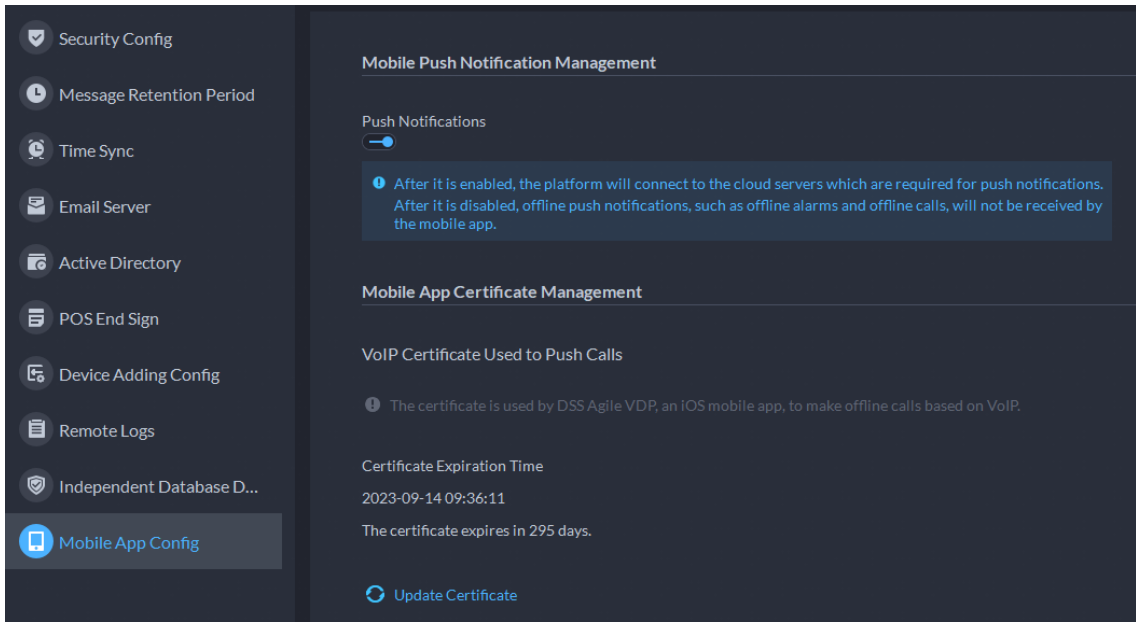 Security Config
Message Retention Period
Time Sync
Email Server
Active Directory
POS End Sign
Device Adding Config
Remote Logs
Independent Database D...
Mobile App Config
Mobile Push Notification Management
Push Notifications
After it is enabled, the platform will connect to the cloud servers which are required for push notifications.
After it is disabled, offline push notifications, such as offline alarms and offline calls, will not be received by
the mobile app.
Mobile App Certificate Management
VoIP Certificate Used to Push Calls
The certificate is used by DSS Agile VDP, an iOS mobile app, to make offline calls based on VoIP.
Certificate Expiration Time
2023-09-14 09:36:11
The certificate expires in 295 days.
Update Certificate